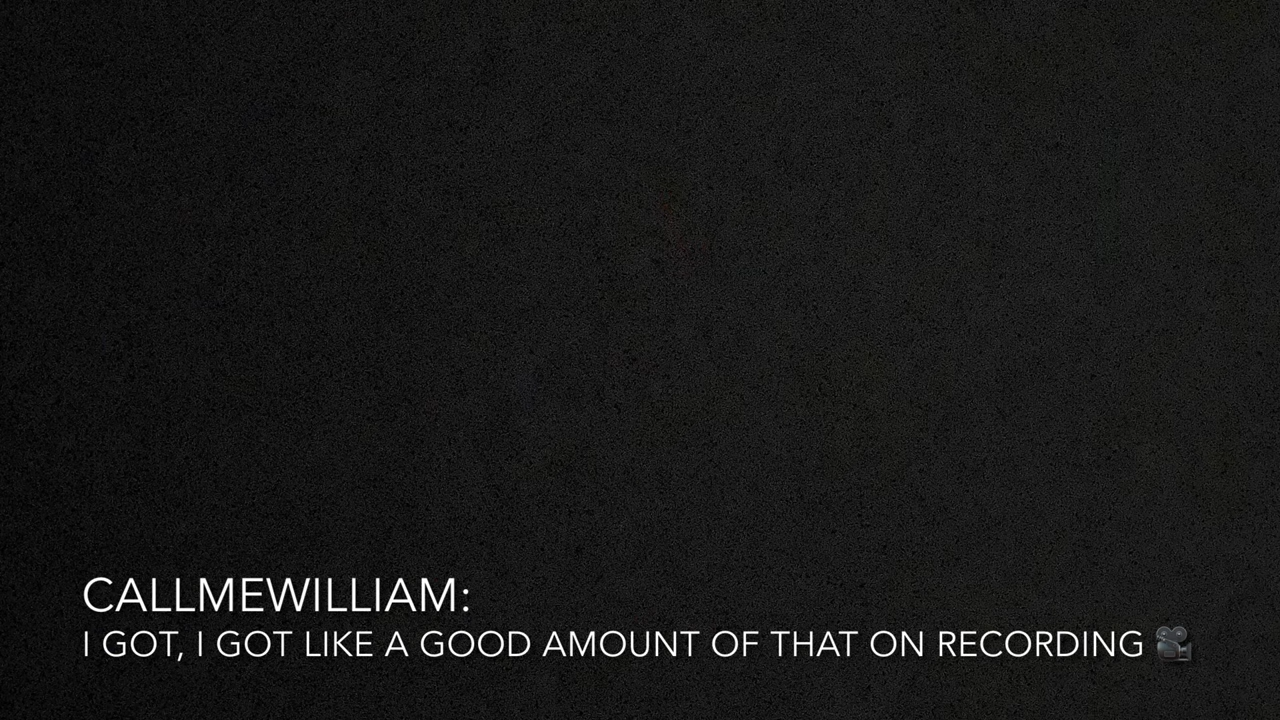 CALLMEWILLIAM:
I GOT, I GOT LIKE A GOOD AMOUNT OF THAT ON RECORDING 🎥